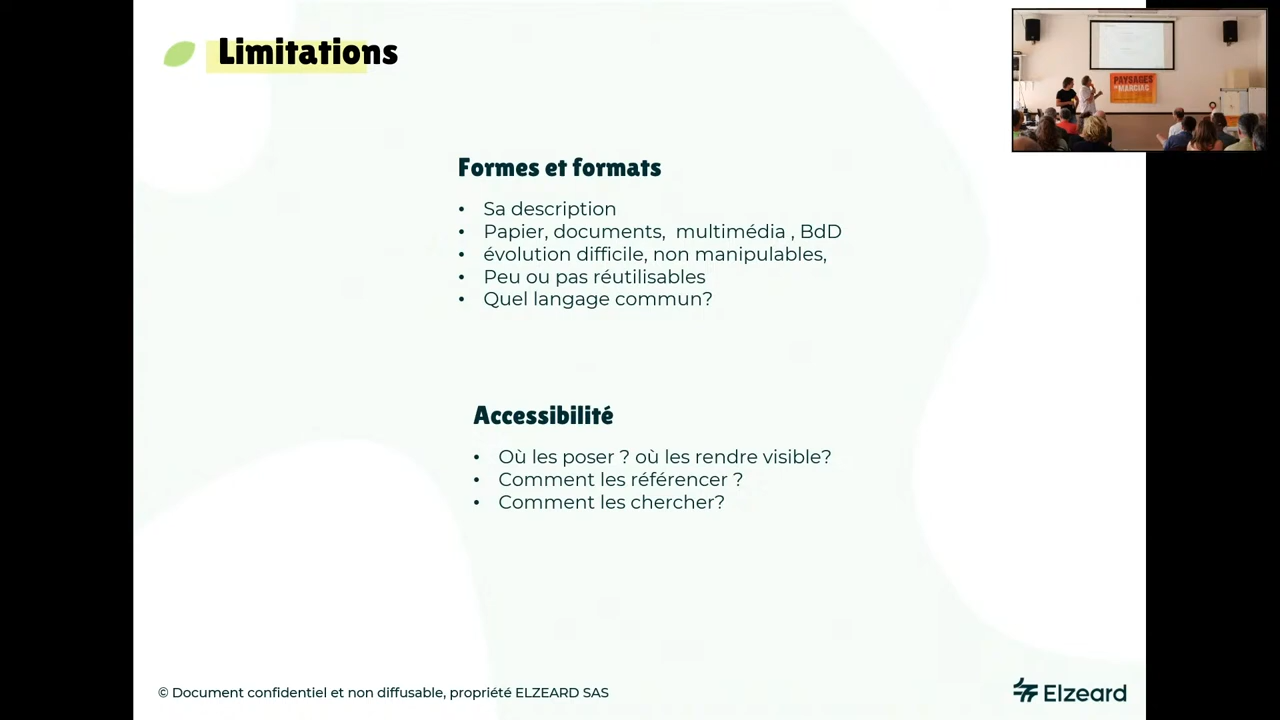 Limitations
Formes et formats
• Sa description
• Papier, documents,  multimédia , BdD
• évolution difficile, non manipulables,
• Peu ou pas réutilisables
• Quel langage commun?
Accessibilité
• Où les poser ? où les rendre visible?
• Comment les référencer ?
• Comment les chercher?
© Document confidentiel et non diffusable, propriété ELZEARD SAS
Elzeard
PAYSAGES
MARCIAC